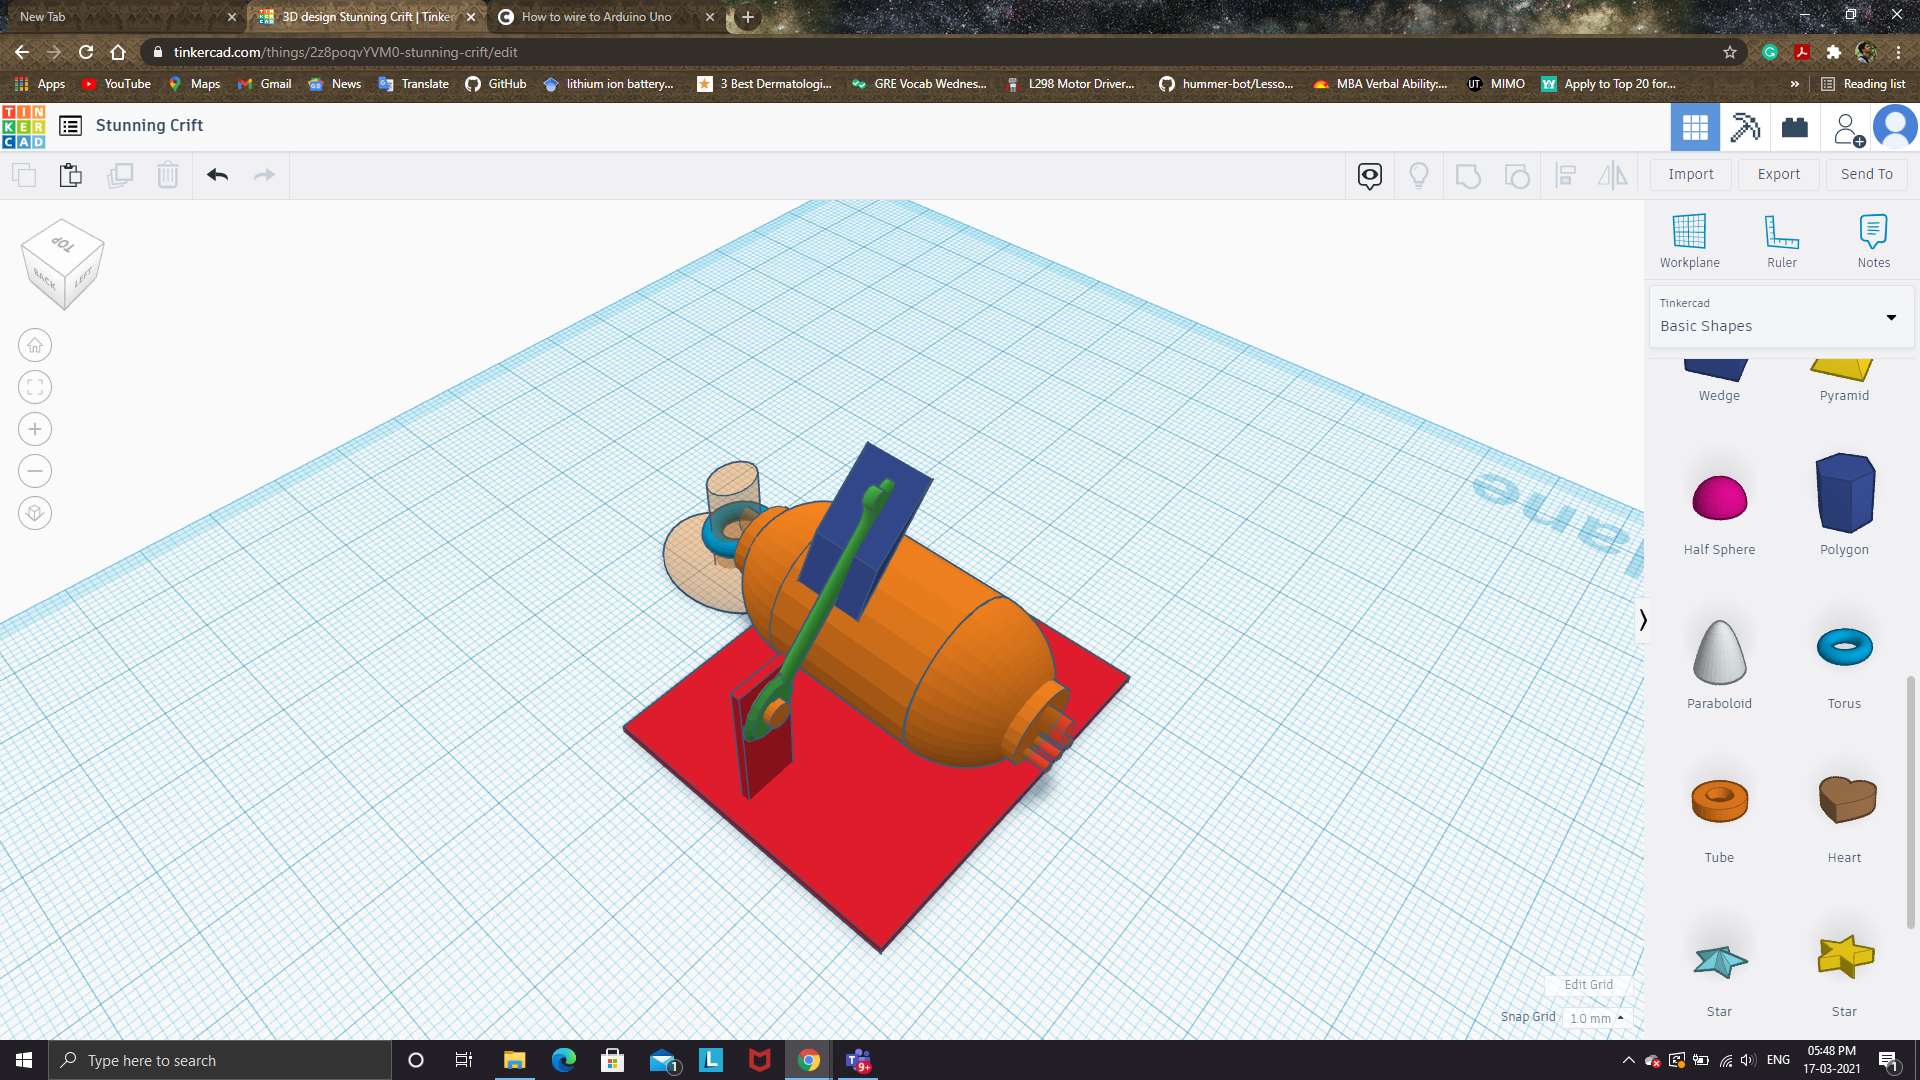 New Tab
3D design Stunning Crift | Tinker
How to wire to Arduino Uno
tinkercad.com/things/2z8poqvYVM0-stunning-crift/edit
Apps
YouTube
Maps
Gmail
News
Translate
GitHub
lithium ion battery...
3 Best Dermatologi...
GRE Vocab Wednes...
L298 Motor Driver...
hummer-bot/Lesso...
MBA Verbal Ability:...
UT.
MIMO
Apply to Top 20 for...
»
Reading list
TIN
KER
CAD
Stunning Crift
Import
Export
Send To
TOP
BACK
LEFT
Workplane
Ruler
Notes
Tinkercad
Basic Shapes
Wedge
Pyramid
Half Sphere
Polygon
Paraboloid
Torus
Tube
Heart
Star
Star
ane
Edit Grid
Snap Grid
1.0 mm
Type here to search
1
L
T
9+
ENG
05:48 PM
17-03-2021
1